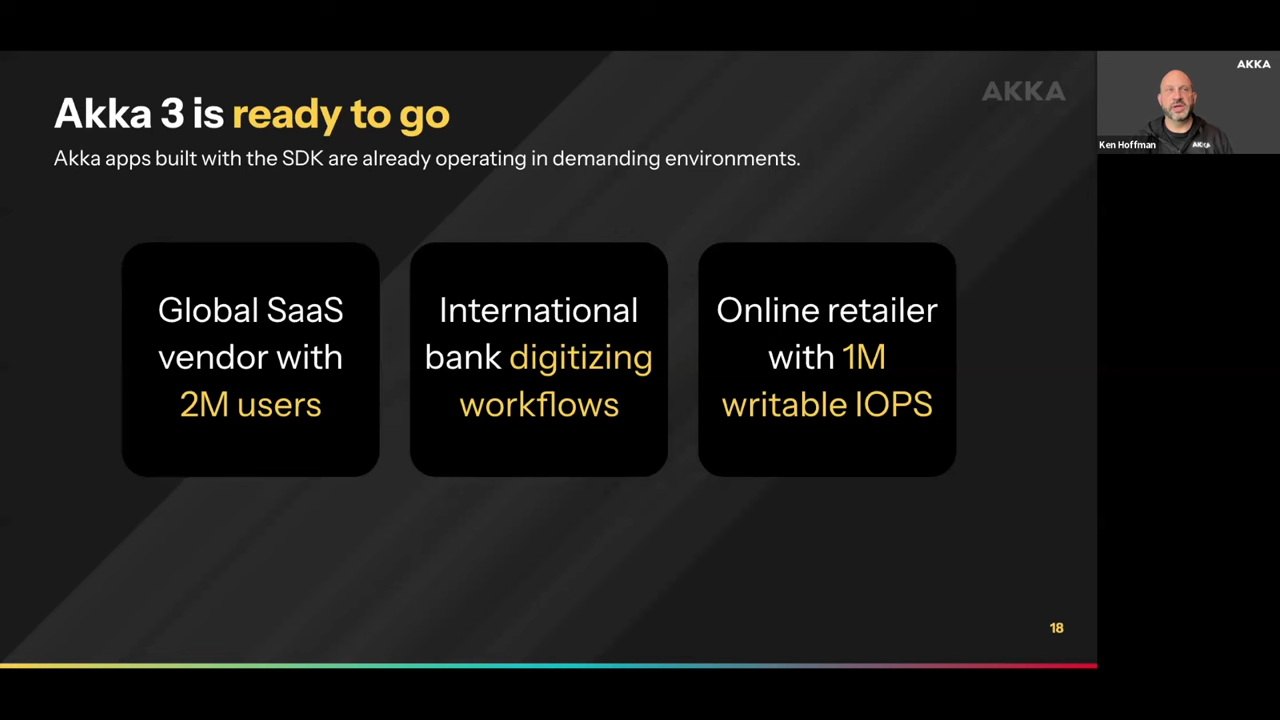 AKKA
Akka 3 is ready to go
Akka apps built with the SDK are already operating in demanding environments.
Global SaaS
vendor with
2M users
International
bank digitizing
workflows
Online retailer
with 1M
writable IOPS
18
AKKA
Ken Hoffman
AKKA